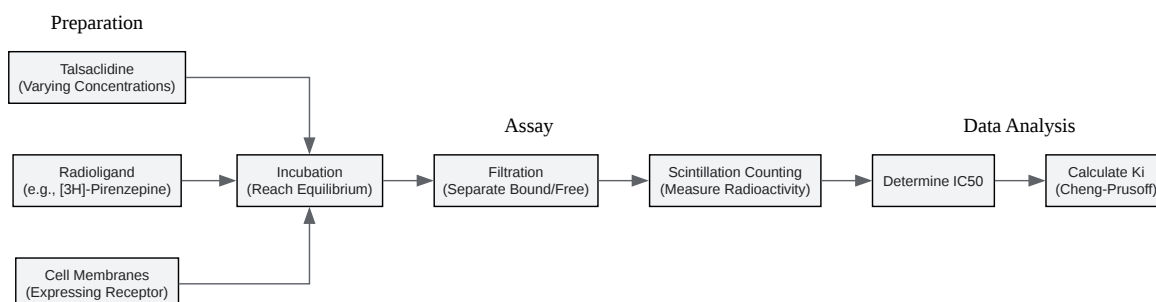 Preparation
Talsaclidine
(Varying Concentrations)
Assay
Data Analysis
Radioligand
(e.g., [3H]-Pirenzepine)
Incubation
(Reach Equilibrium)
Filtration
(Separate Bound/Free)
Scintillation Counting
(Measure Radioactivity)
Determine IC50
Calculate Ki
(Cheng-Prusoff)
Cell Membranes
(Expressing Receptor)